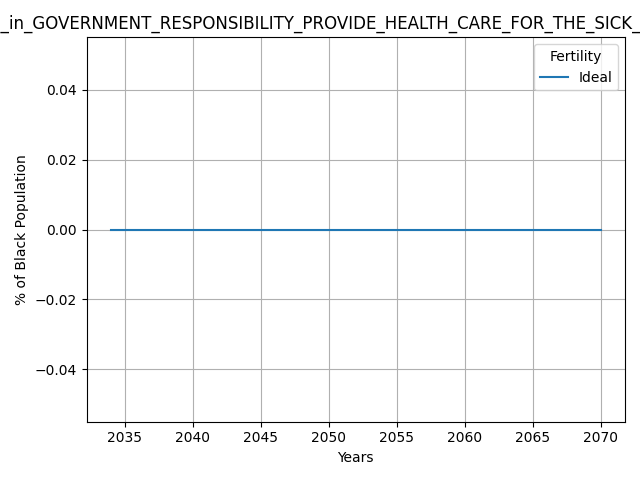 _in_GOVERNMENT_RESPONSIBILITY_PROVIDE_HEALTH_CARE_FOR_THE_SICK_
Fertility
Ideal
0.04
0.02
0.00
−0.02
−0.04
% of Black Population
2035 2040 2045 2050 2055 2060 2065 2070
Years